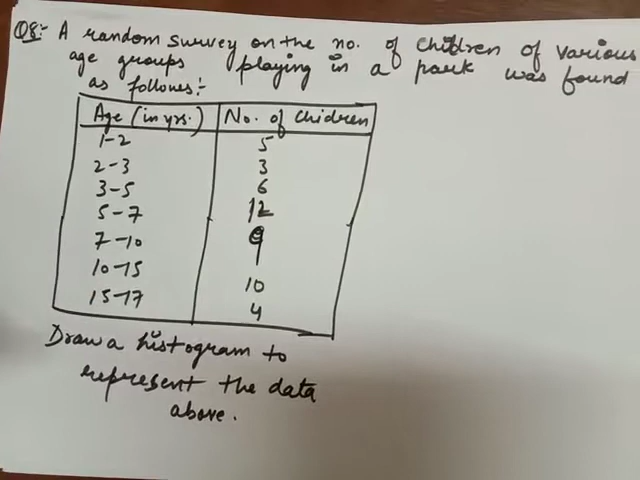 Q8:- A random survey on the no. of children of various
age groups playing in a park was found
as follows:-
Age (in yrs.) No. of children
1-2 5
2-3 3
3-5 6
5-7 12
7-10 9
10-15 10
15-17 4
Draw a histogram to
represent the data
above.